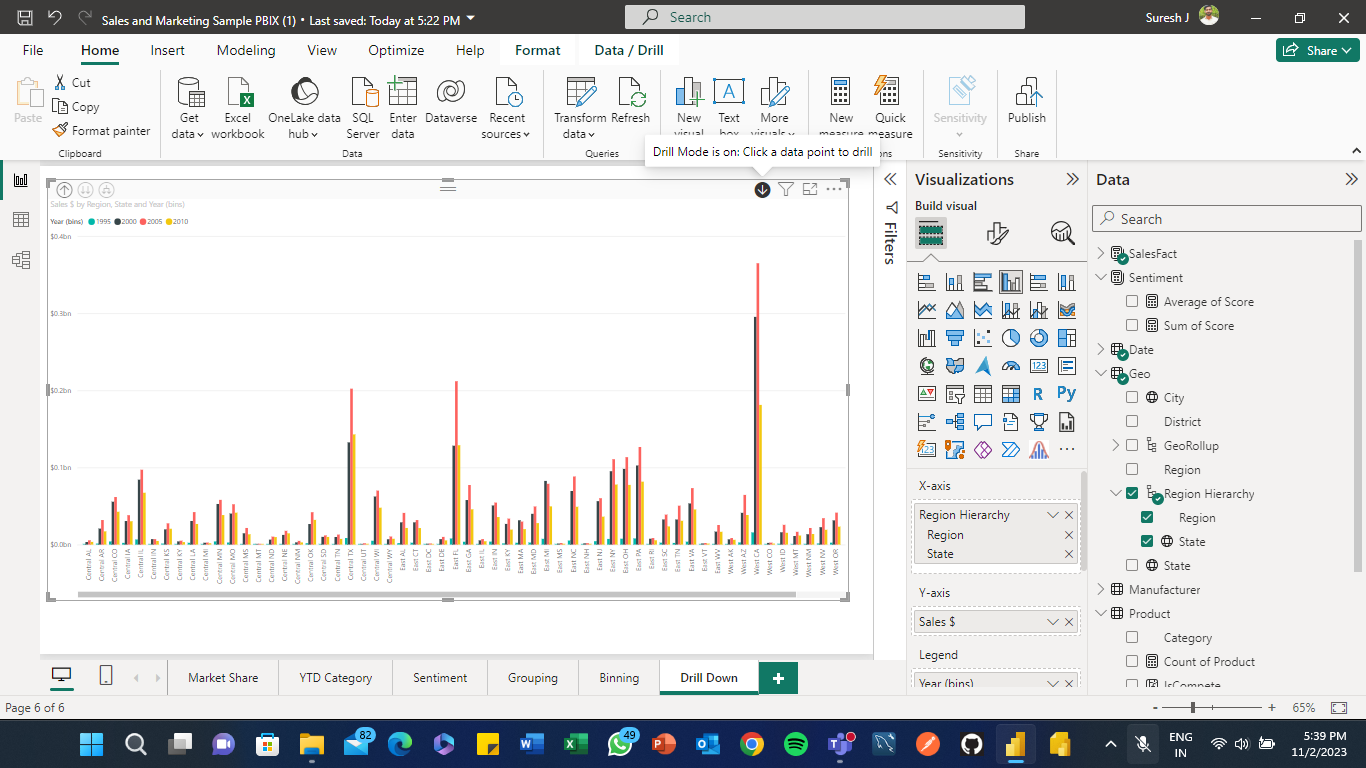 Sales and Marketing Sample PBIX (1) • Last saved: Today at 5:22 PM
Search
Suresh J
File
Home
Insert
Modeling
View
Optimize
Help
Format
Data / Drill
Share
Paste
Cut
Copy
Format painter
Get data
Excel workbook
OneLake data hub
SQL Server
Enter data
Dataverse
Recent sources
Transform data
Refresh
New visual
Text box
More visuals
New measure
Quick measure
Sensitivity
Publish
Clipboard
Data
Queries
Sensitivity
Share
Drill Mode is on: Click a data point to drill
Sales $ by Region, State and Year (bins)
Year (bins) 1995 2000 2005 2010
$0.4bn
$0.3bn
$0.2bn
$0.1bn
$0.0bn
Central AL
Central AR
Central CO
Central IA
Central IL
Central IN
Central KS
Central KY
Central LA
Central MI
Central MN
Central MO
Central MS
Central MT
Central ND
Central NE
Central NM
Central OK
Central SD
Central TN
Central TX
Central UT
Central WI
Central WY
East AL
East CT
East DC
East DE
East FL
East GA
East IL
East IN
East KY
East MA
East MD
East MI
East MS
East NC
East NH
East NJ
East NY
East OH
East PA
East RI
East SC
East TN
East VA
East VT
East WV
West AK
West AZ
West CA
West CO
West ID
West MT
West NM
West NV
West OR
Filters
Visualizations
Build visual
R
Py
123
X-axis
Region Hierarchy
Region
State
Y-axis
Sales $
Legend
Year (bins)
Data
Search
SalesFact
Sentiment
Average of Score
Sum of Score
Date
Geo
City
District
GeoRollup
Region
Region Hierarchy
Region
State
State
Manufacturer
Product
Category
Count of Product
IsCompete
Market Share
YTD Category
Sentiment
Grouping
Binning
Drill Down
Page 6 of 6
- + 65%
82
49
ENG
IN
5:39 PM
11/2/2023